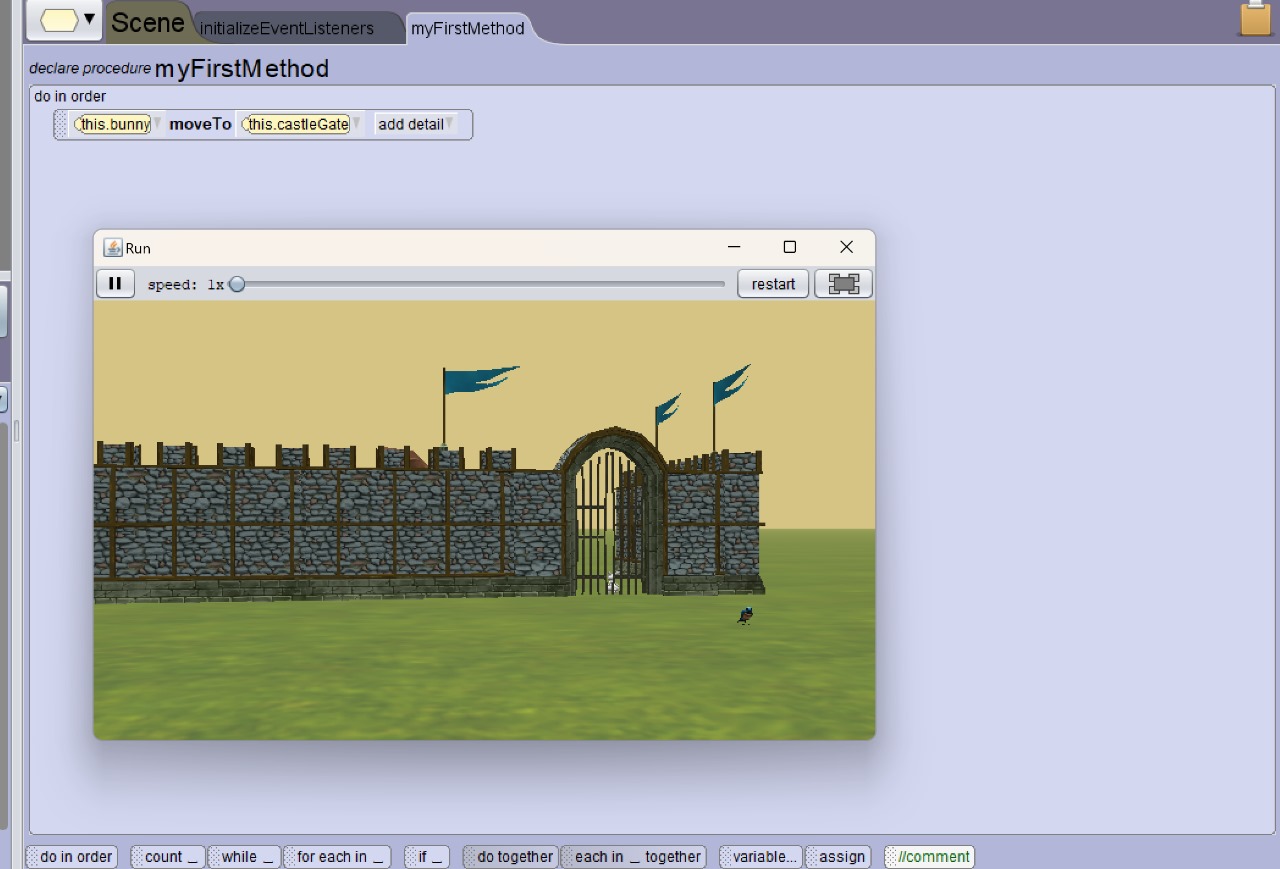 Scene initializeEventListeners myFirstMethod
declare procedure myFirstMethod
do in order
this.bunny moveTo this.castleGate add detail
Run
speed: 1x restart
do in order count _ while _ for each in _ if _ do together each in _ together variable... assign //comment